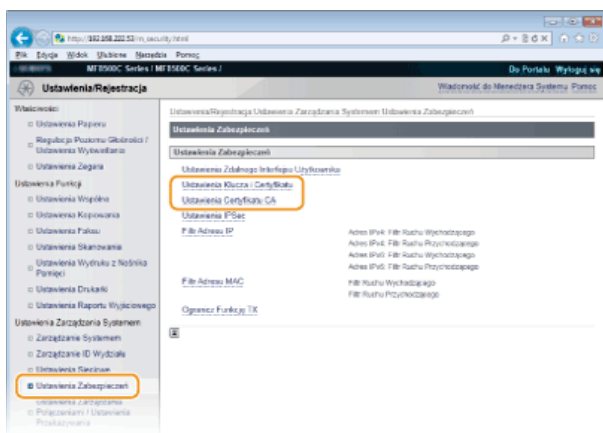 http://192.168.222.53/m_security.html
Plik Edycja Widok Ulubione Narzędzia Pomoc
MF8500C Series / MF8500C Series /
Do Portalu Wyloguj się
Ustawienia/Rejestracja
Wiadomość do Menedżera Systemu Pomoc
Właściwości
Ustawienia Papieru
Regulacja Poziomu Głośności /
Ustawienia Wyświetlania
Ustawienia Zegara
Ustawienia Funkcji
Ustawienia Wspólne
Ustawienia Kopiowania
Ustawienia Faksu
Ustawienia Skanowania
Ustawienia Wydruku z Nośnika
Pamięci
Ustawienia Drukarki
Ustawienia Raportu Wyjściowego
Ustawienia Zarządzania Systemem
Zarządzanie Systemem
Zarządzanie ID Wydziału
Ustawienia Sieciowe
Ustawienia Zabezpieczeń
Ustawienia Zarządzania
Połączeniami / Ustawienia
Przekazywania
Ustawienia/Rejestracja:Ustawienia Zarządzania Systemem:Ustawienia Zabezpieczeń
Ustawienia Zabezpieczeń
Ustawienia Zabezpieczeń
Ustawienia Zdalnego Interfejsu Użytkownika
Ustawienia Klucza i Certyfikatu
Ustawienia Certyfikatu CA
Ustawienia IPSec
Filtr Adresu IP
Adres IPv4: Filtr Ruchu Wychodzącego
Adres IPv4: Filtr Ruchu Przychodzącego
Adres IPv6: Filtr Ruchu Wychodzącego
Adres IPv6: Filtr Ruchu Przychodzącego
Filtr Adresu MAC
Filtr Ruchu Wychodzącego
Filtr Ruchu Przychodzącego
Ogranicz Funkcję TX